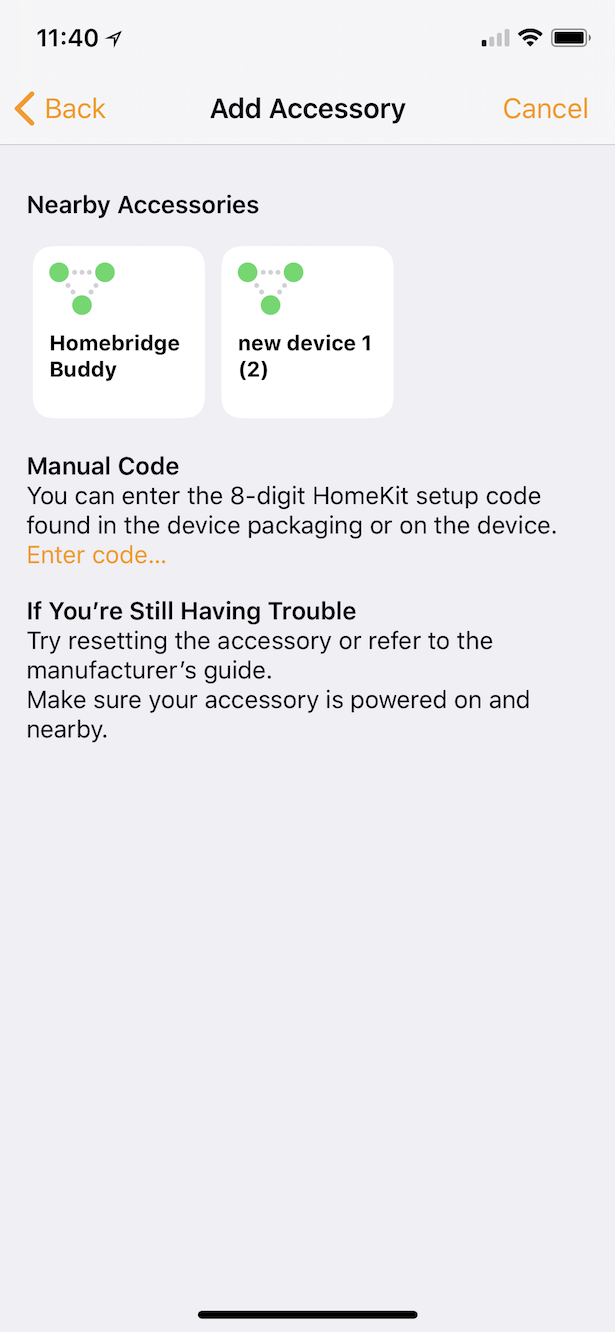 11:40
Back
Add Accessory
Cancel
Nearby Accessories
Homebridge
Buddy
new device 1
(2)
Manual Code
You can enter the 8-digit HomeKit setup code
found in the device packaging or on the device.
Enter code...
If You’re Still Having Trouble
Try resetting the accessory or refer to the
manufacturer’s guide.
Make sure your accessory is powered on and
nearby.